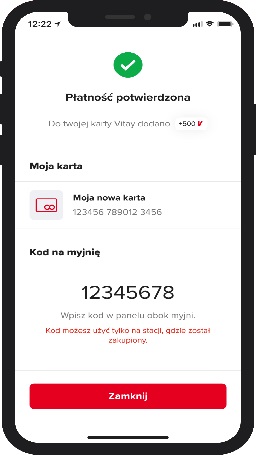 12:22
Płatność potwierdzona
Do twojej karty Vitay dodano +500 V
Moja karta
Moja nowa karta
123456 789012 3456
Kod na myjnię
12345678
Wpisz kod w panelu obok myjni.
Kod możesz użyć tylko na stacji, gdzie został
zakupiony.
Zamknij